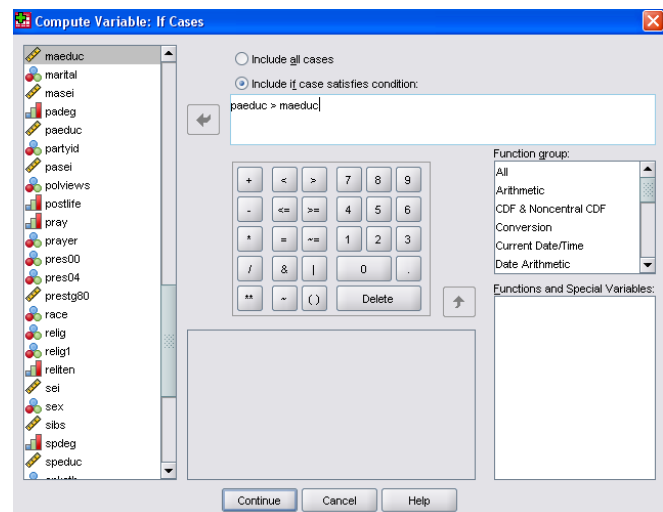 Compute Variable: If Cases
maeduc
marital
masei
padeg
paeduc
partyid
pasei
polviews
postlife
pray
prayer
pres00
pres04
prestg80
race
relig
relig1
reliten
sei
sex
sibs
spdeg
speduc
Include all cases
Include if case satisfies condition:
paeduc > maeduc
+ < > 7 8 9
- <= >= 4 5 6
* = ~= 1 2 3
/ & | 0 .
** ~ ( ) Delete
Function group:
All
Arithmetic
CDF & Noncentral CDF
Conversion
Current Date/Time
Date Arithmetic
Functions and Special Variables:
Continue Cancel Help